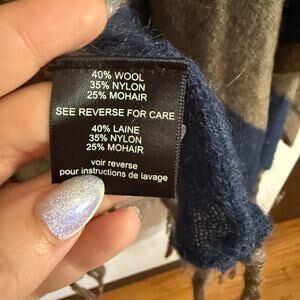 40% WOOL
35% NYLON
25% MOHAIR
SEE REVERSE FOR CARE
40% LAINE
35% NYLON
25% MOHAIR
voir reverse
pour instructions de lavage